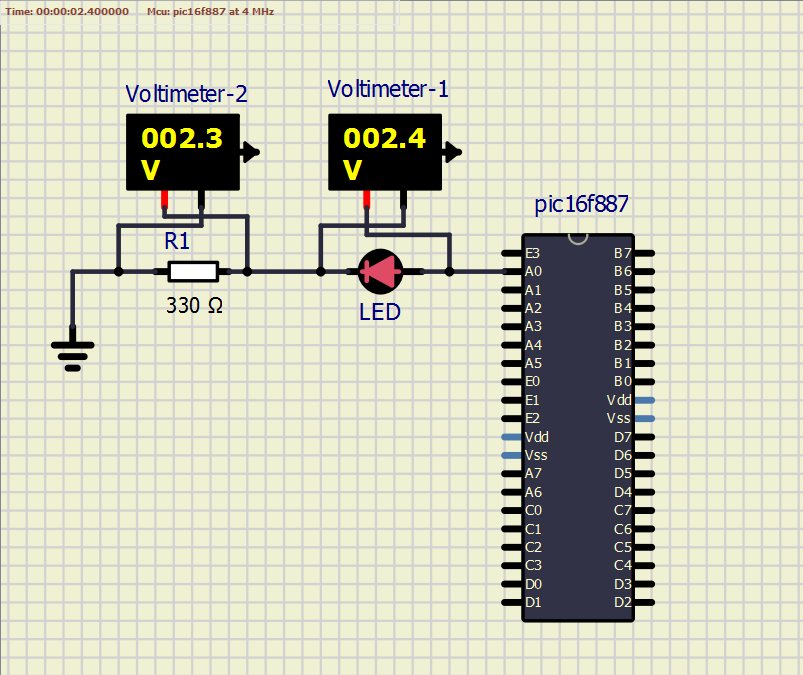 Time: 00:00:02.400000 Mcu: pic16f887 at 4 MHz
Voltimeter-2
Voltimeter-1
002.3
V
002.4
V
R1
330 Ω
LED
pic16f887
E3 B7
A0 B6
A1 B5
A2 B4
A3 B3
A4 B2
A5 B1
E0 B0
E1 Vdd
E2 Vss
Vdd D7
Vss D6
A7 D5
A6 D4
C0 C7
C1 C6
C2 C5
C3 C4
D0 D3
D1 D2